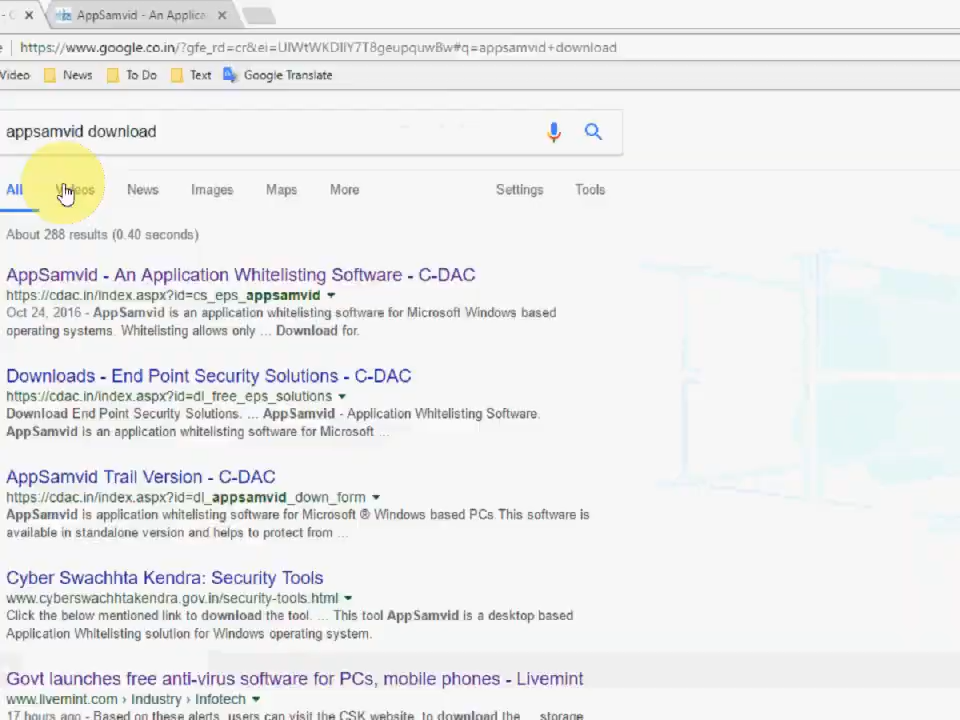 AppSamvid - An Applica
https://www.google.co.in/?gfe_rd=cr&ei=UIWtWKDIIY7T8geupquwBw#q=appsamvid+download
Video News To Do Text Google Translate
appsamvid download
All Videos News Images Maps More Settings Tools
About 288 results (0.40 seconds)
AppSamvid - An Application Whitelisting Software - C-DAC
https://cdac.in/index.aspx?id=cs_eps_appsamvid
Oct 24, 2016 - AppSamvid is an application whitelisting software for Microsoft Windows based
operating systems. Whitelisting allows only ... Download for.
Downloads - End Point Security Solutions - C-DAC
https://cdac.in/index.aspx?id=dl_free_eps_solutions
Download End Point Security Solutions. ... AppSamvid - Application Whitelisting Software.
AppSamvid is an application whitelisting software for Microsoft ...
AppSamvid Trail Version - C-DAC
https://cdac.in/index.aspx?id=dl_appsamvid_down_form
AppSamvid is application whitelisting software for Microsoft ® Windows based PCs.This software is
available in standalone version and helps to protect from ...
Cyber Swachhta Kendra: Security Tools
www.cyberswachhtakendra.gov.in/security-tools.html
Click the below mentioned link to download the tool. ... This tool AppSamvid is a desktop based
Application Whitelisting solution for Windows operating system.
Govt launches free anti-virus software for PCs, mobile phones - Livemint
www.livemint.com › Industry › Infotech
17 hours ago - Based on these alerts, users can visit the CSK website, to download the ... storage